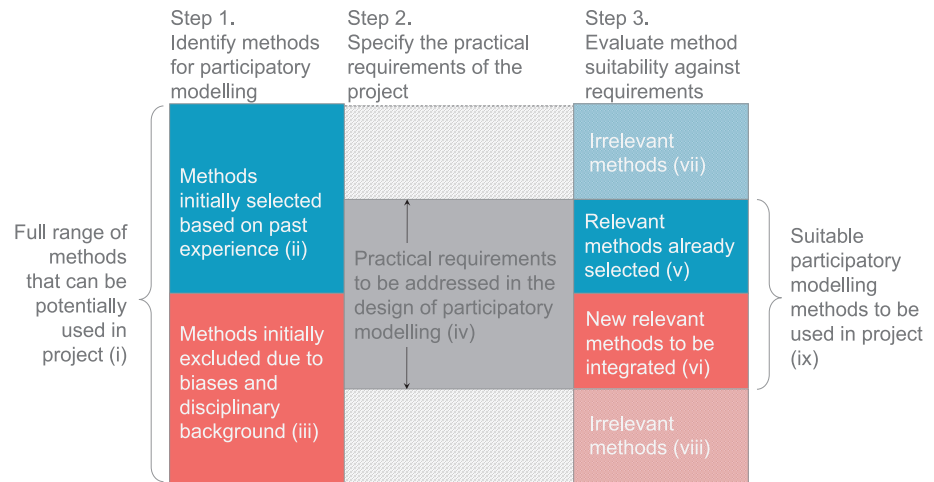 Step 1.
Identify methods
for participatory
modelling
Step 2.
Specify the practical
requirements of the
project
Step 3.
Evaluate method
suitability against
requirements
Full range of
methods
that can be
potentially
used in
project (i)
Methods
initially selected
based on past
experience (ii)
Methods initially
excluded due to
biases and
disciplinary
background (iii)
Practical requirements
to be addressed in the
design of participatory
modelling (iv)
Irrelevant
methods (vii)
Relevant
methods already
selected (v)
New relevant
methods to be
integrated (vi)
Irrelevant
methods (viii)
Suitable
participatory
modelling
methods to be
used in project
(ix)